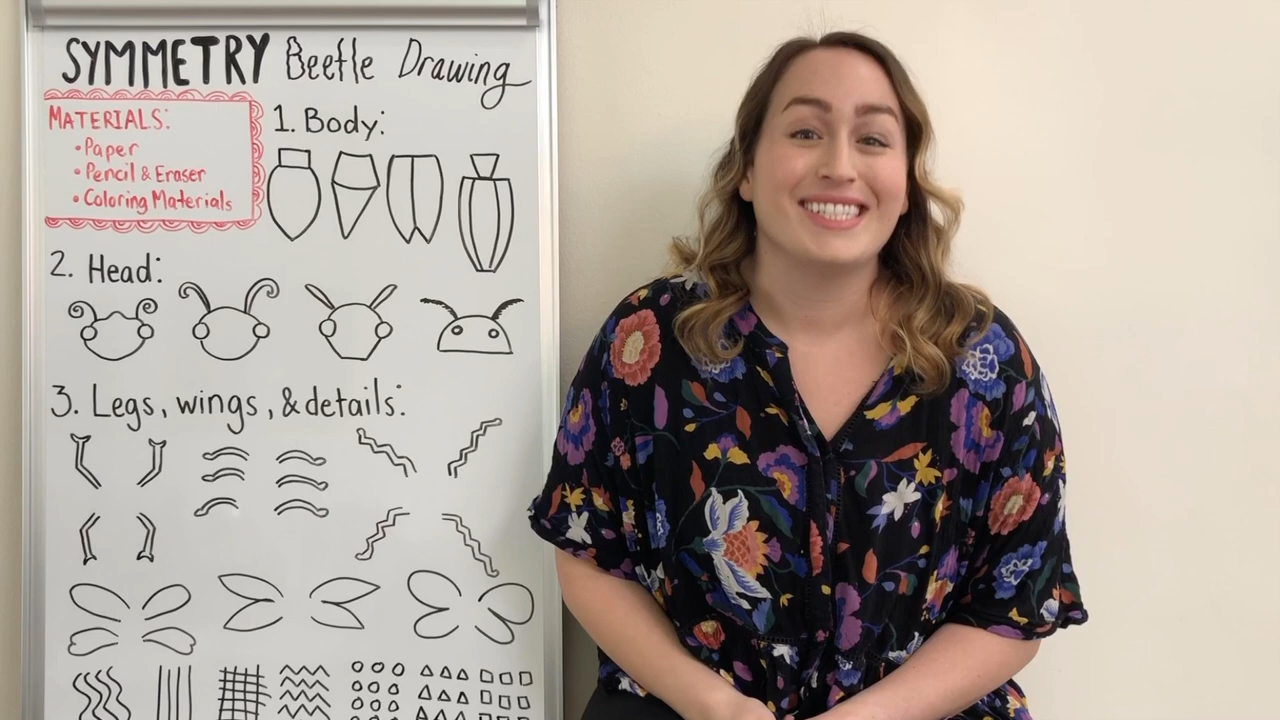 SYMMETRY Beetle Drawing
MATERIALS:
• Paper
• Pencil & Eraser
• Coloring Materials
1. Body:
2. Head:
3. Legs, wings, & details: